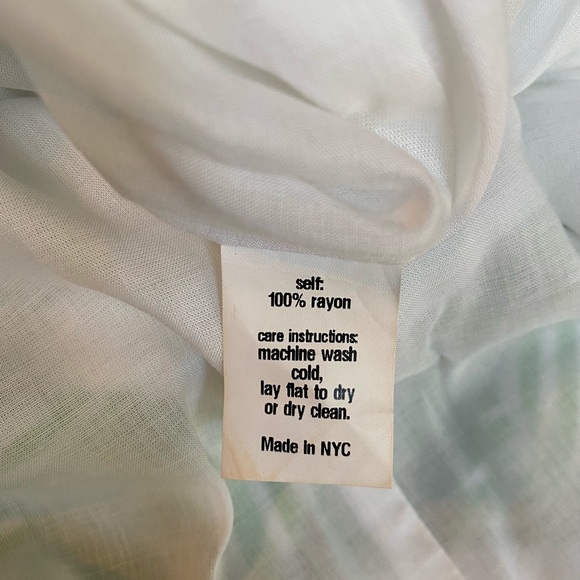 self:
100% rayon
care instructions:
machine wash
cold,
lay flat to dry
or dry clean.
Made in NYC